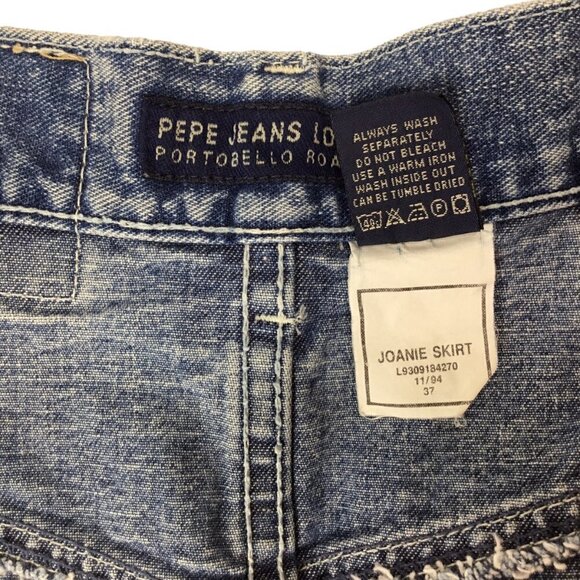 PEPE JEANS LO
PORTOBELLO ROA
ALWAYS WASH
SEPARATELY
DO NOT BLEACH
USE A WARM IRON
WASH INSIDE OUT
CAN BE TUMBLE DRIED
40
P
JOANIE SKIRT
L9309184270
11/94
37